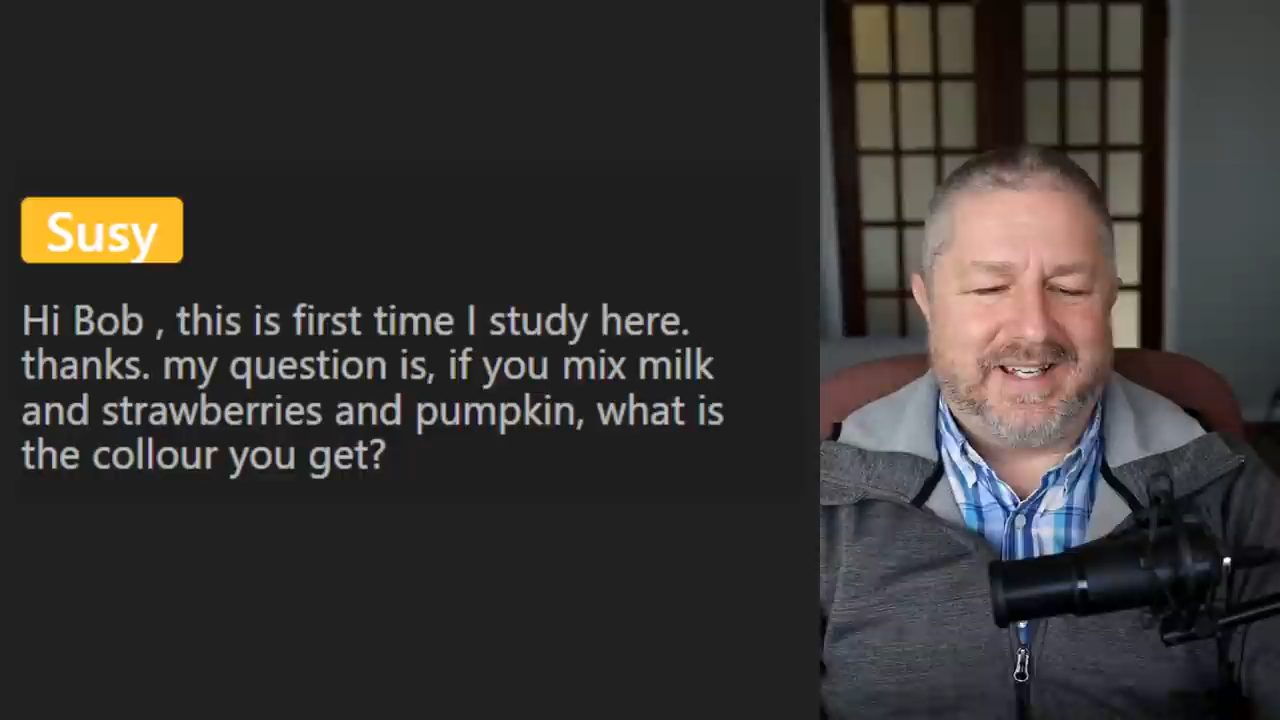 Susy
Hi Bob , this is first time I study here.
thanks. my question is, if you mix milk
and strawberries and pumpkin, what is
the collour you get?